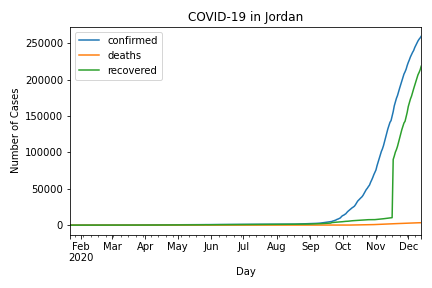 COVID-19 in Jordan
confirmed
deaths
recovered
Number of Cases
250000
200000
150000
100000
50000
0
Feb Mar Apr May Jun Jul Aug Sep Oct Nov Dec
2020
Day